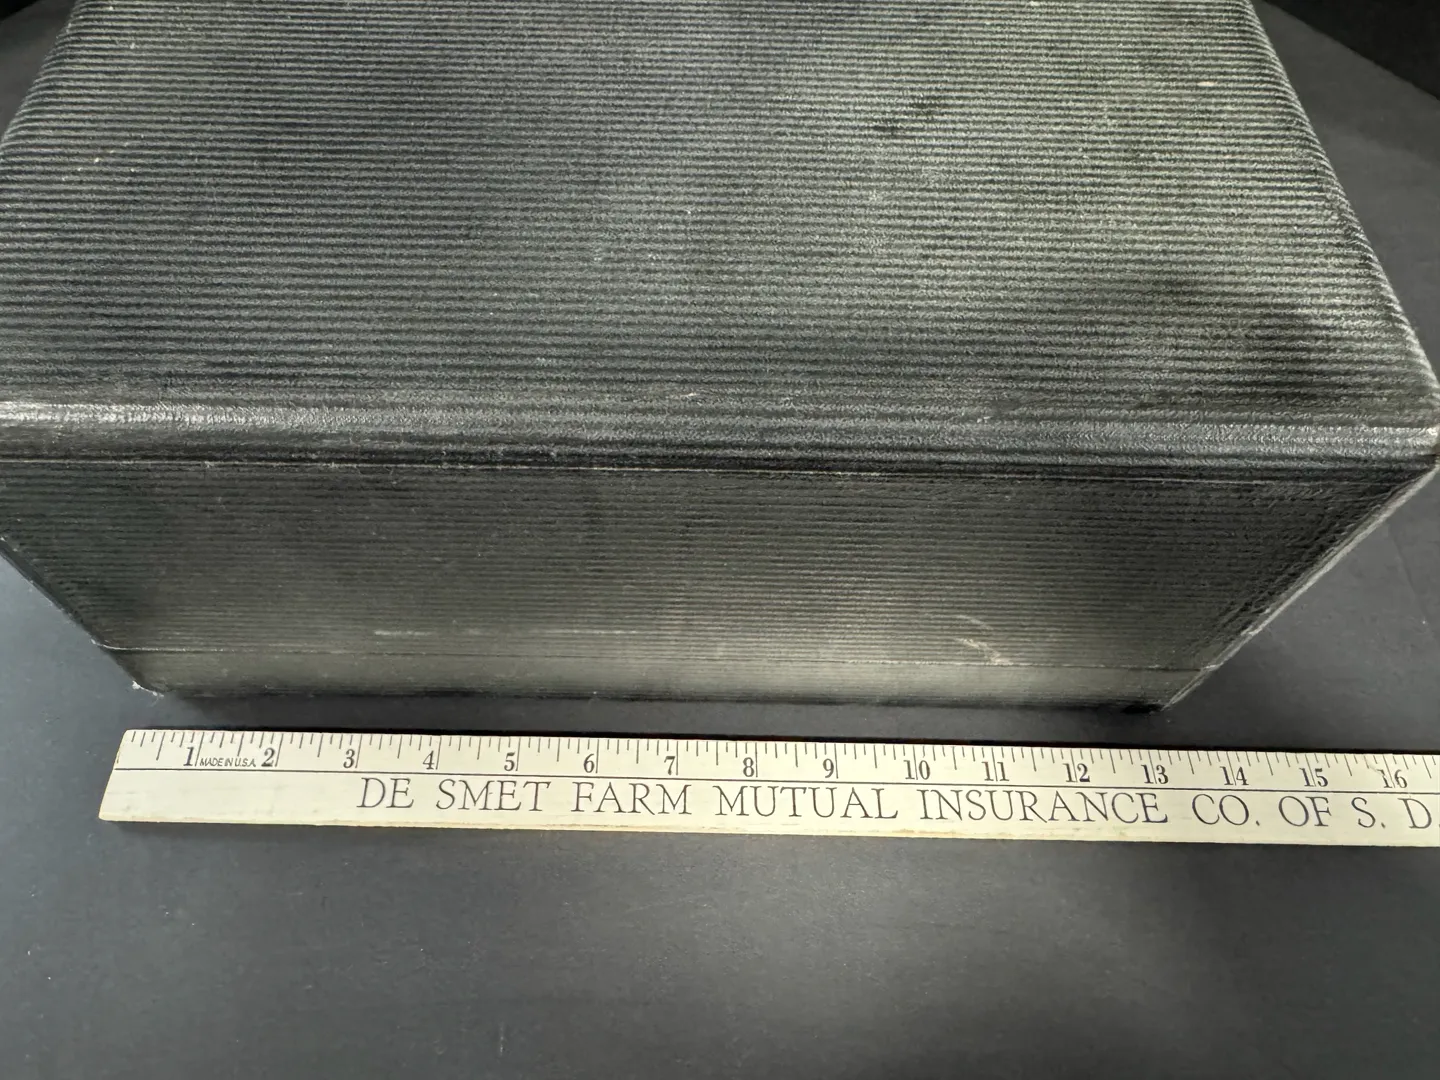 1 2 3 4 5 6 7 8 9 10 11 12 13 14 15 16
MADE IN U.S.A.
DE SMET FARM MUTUAL INSURANCE CO. OF S. D.